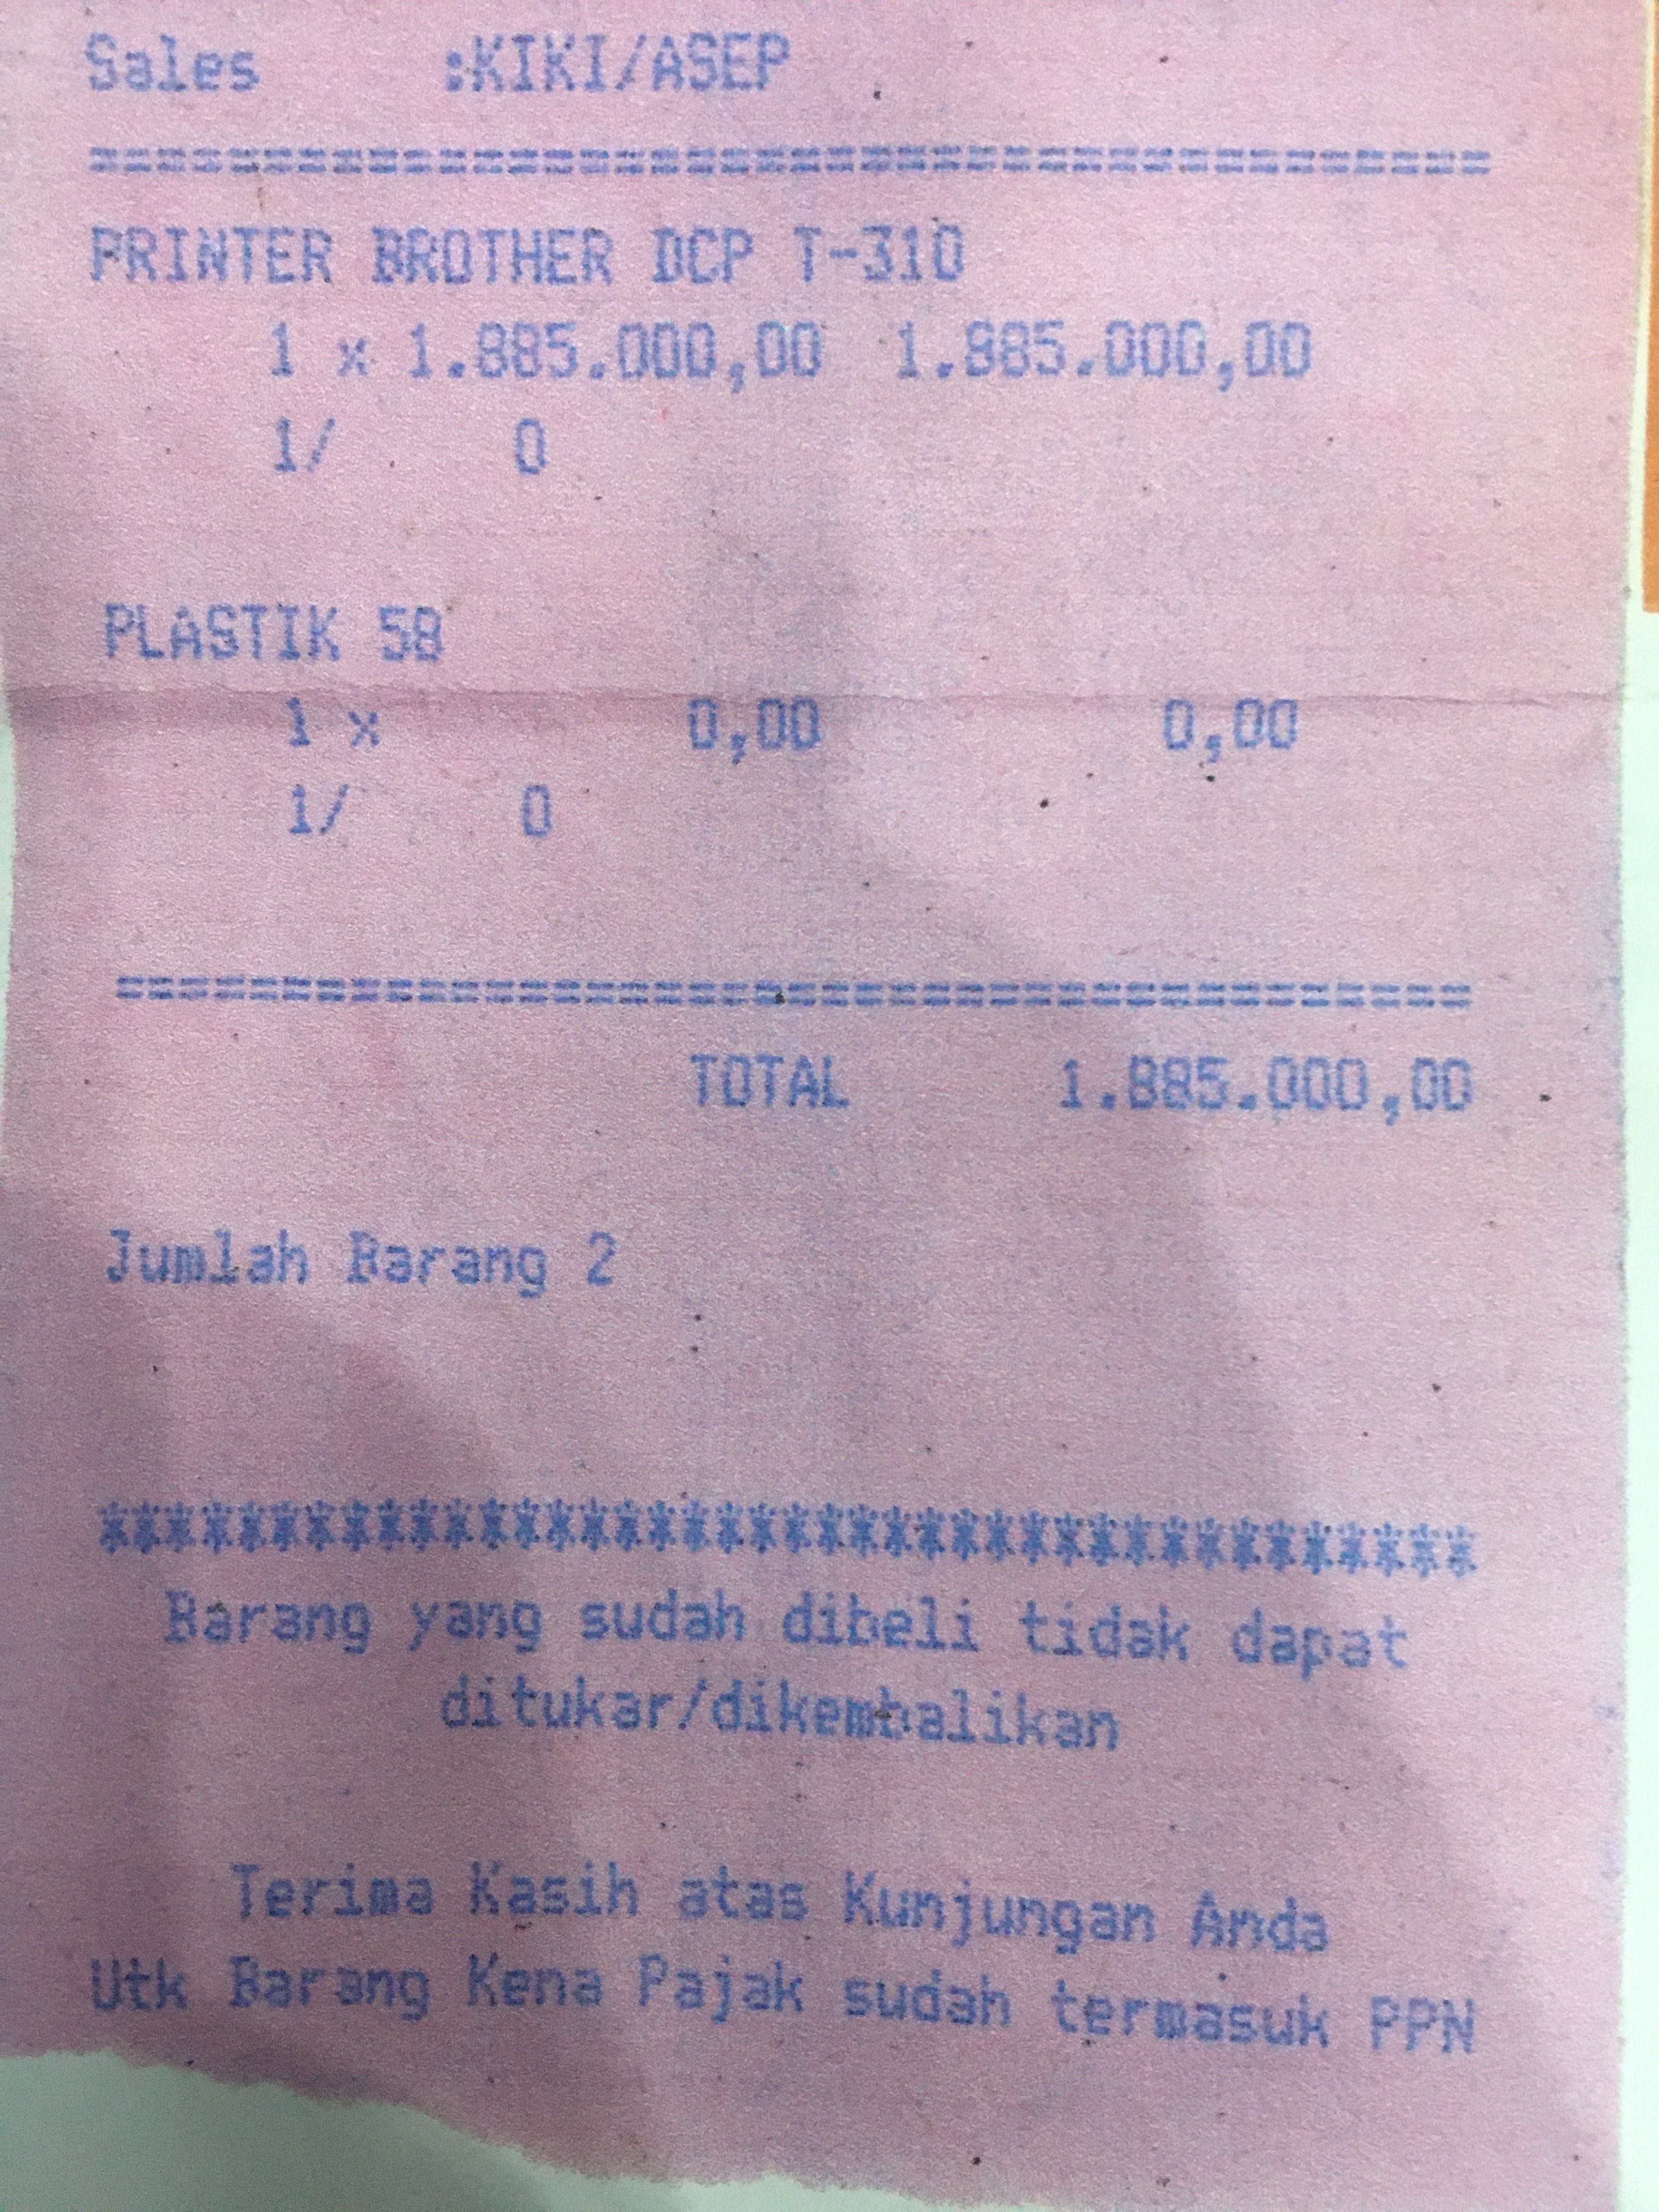 Sales :KIKI/ASEP
========================================
PRINTER BROTHER DCP T-310
1 x 1.885.000,00 1.885.000,00
1/ 0
PLASTIK 58
1 x 0,00 0,00
1/ 0
========================================
TOTAL 1.885.000,00
Jumlah Barang 2
****************************************
Barang yang sudah dibeli tidak dapat
ditukar/dikembalikan
Terima Kasih atas Kunjungan Anda
Utk Barang Kena Pajak sudah termasuk PPN